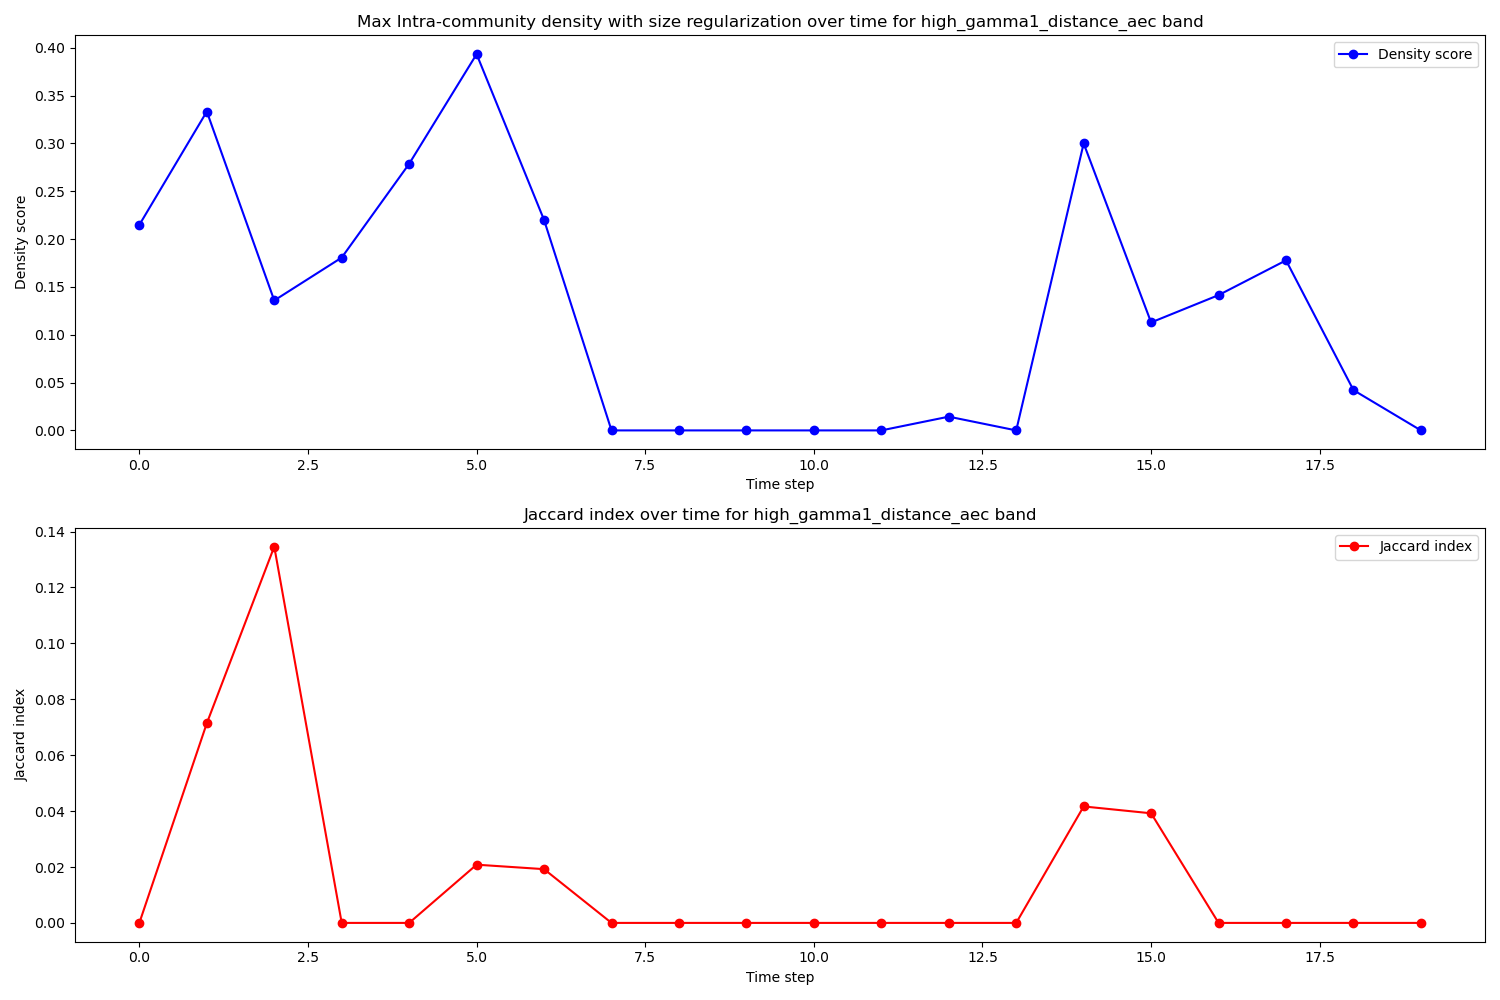 Max Intra-community density with size regularization over time for high_gamma1_distance_aec band
Density score
0.40
0.35
0.30
0.25
0.20
0.15
0.10
0.05
0.00
Density score
0.0 2.5 5.0 7.5 10.0 12.5 15.0 17.5
Time step
Jaccard index over time for high_gamma1_distance_aec band
Jaccard index
0.14
0.12
0.10
0.08
0.06
0.04
0.02
0.00
Jaccard index
0.0 2.5 5.0 7.5 10.0 12.5 15.0 17.5
Time step